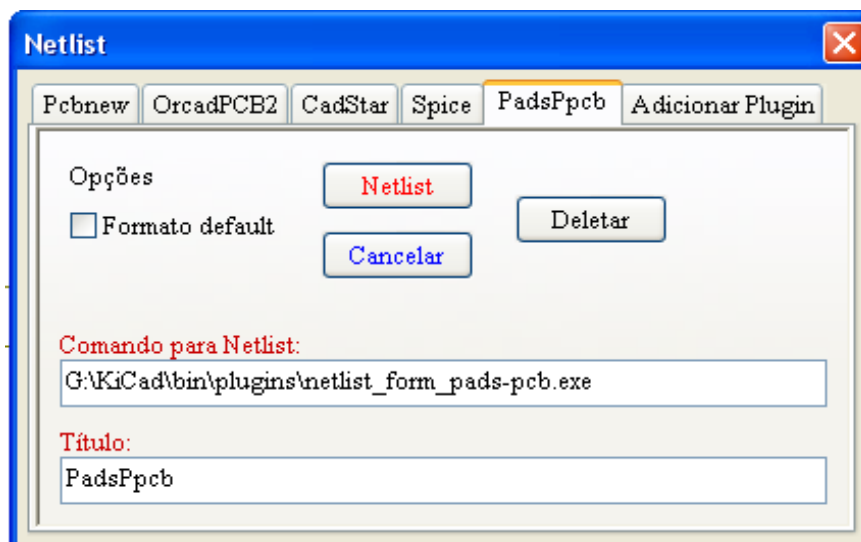 Netlist
Pcbnew OrcadPCB2 CadStar Spice PadsPpcb Adicionar Plugin
Opções
Netlist
Formato default
Deletar
Cancelar
Comando para Netlist:
G:\KiCad\bin\plugins\netlist_form_pads-pcb.exe
Título:
PadsPpcb